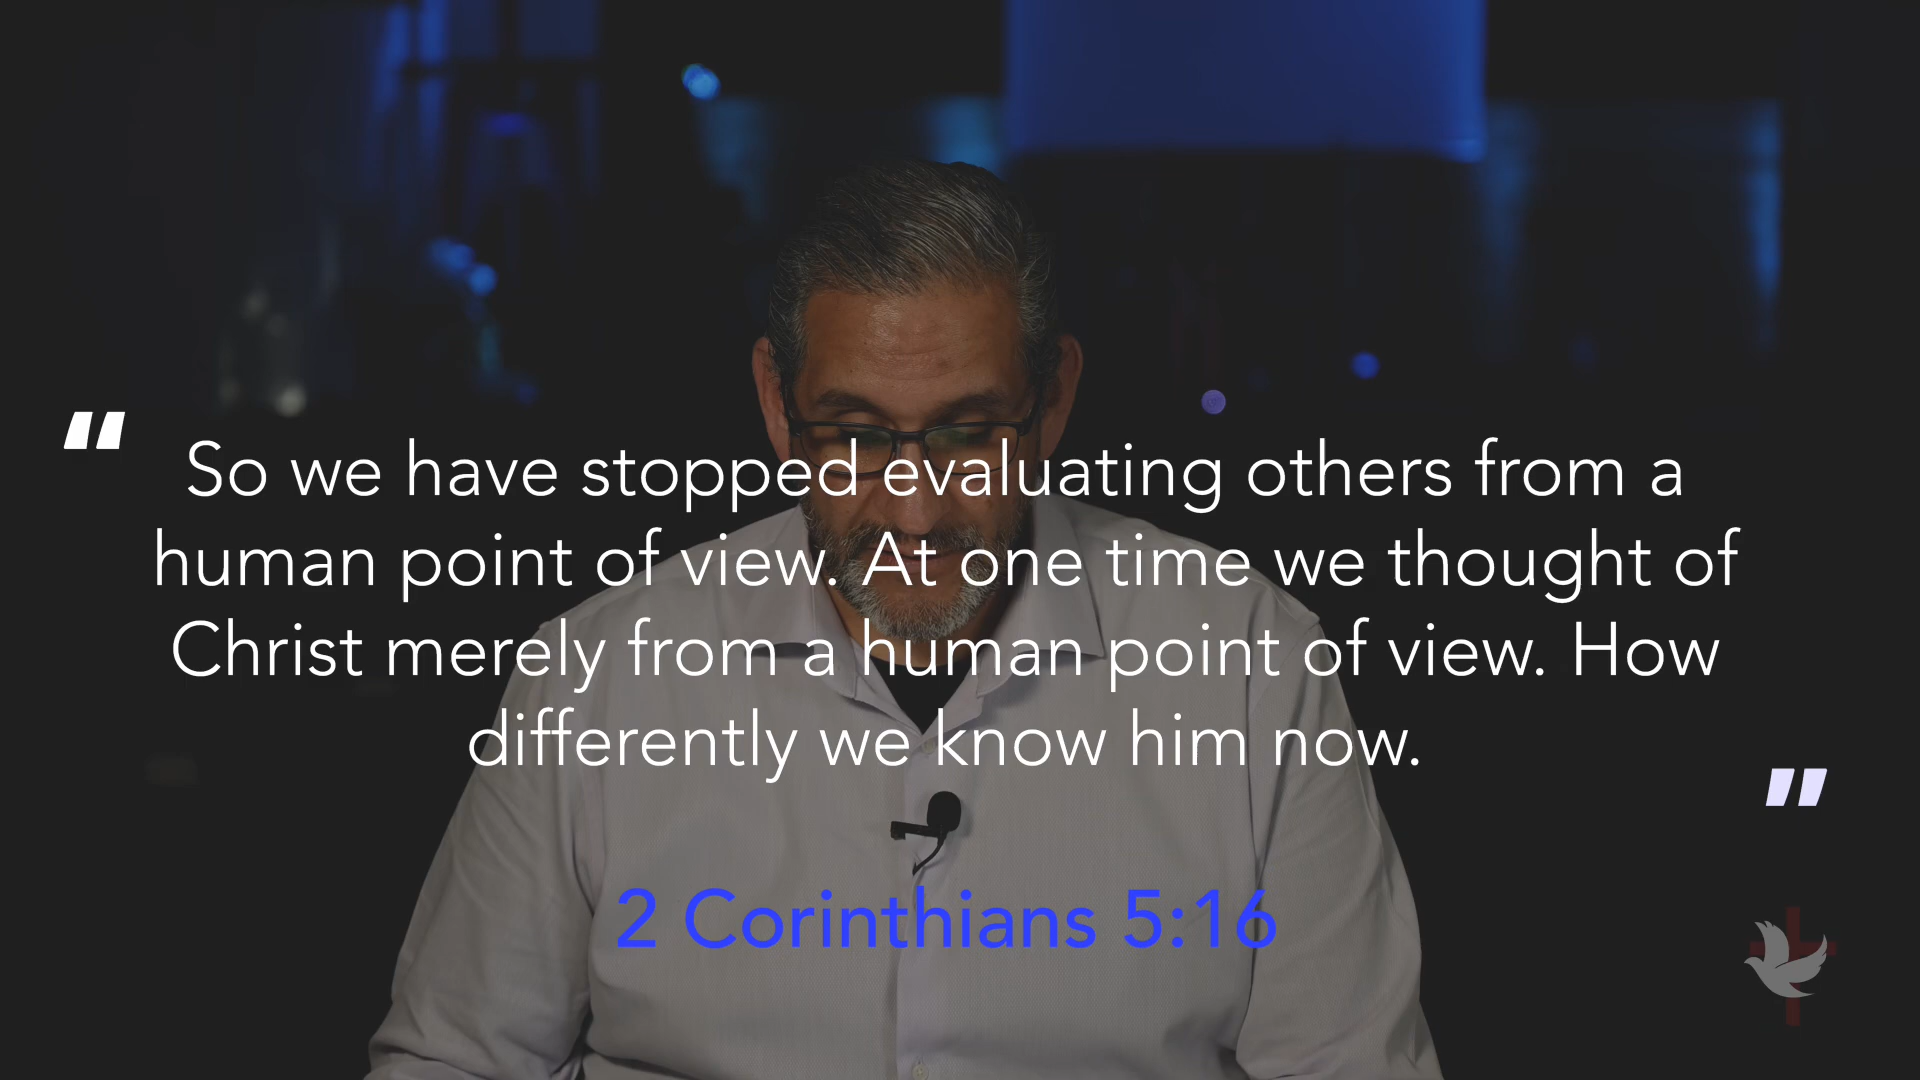 “ So we have stopped evaluating others from a
human point of view. At one time we thought of
Christ merely from a human point of view. How
differently we know him now. ”
2 Corinthians 5:16